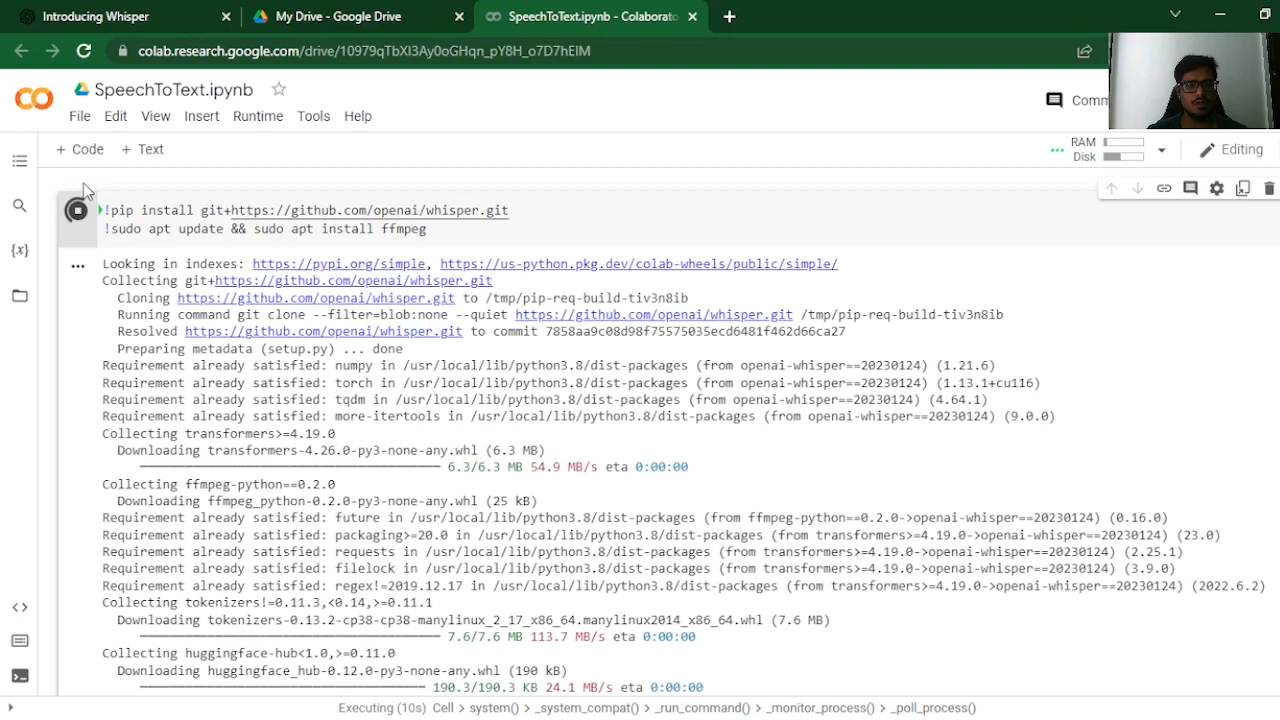 Introducing Whisper
My Drive - Google Drive
SpeechToText.ipynb - Colaborato
colab.research.google.com/drive/10979qTbXI3Ay0oGHqn_pY8H_o7D7hEIM
SpeechToText.ipynb
File Edit View Insert Runtime Tools Help
Comm
+ Code + Text
RAM
Disk
Editing
!pip install git+https://github.com/openai/whisper.git
!sudo apt update && sudo apt install ffmpeg
Looking in indexes: https://pypi.org/simple, https://us-python.pkg.dev/colab-wheels/public/simple/
Collecting git+https://github.com/openai/whisper.git
Cloning https://github.com/openai/whisper.git to /tmp/pip-req-build-tiv3n8ib
Running command git clone --filter=blob:none --quiet https://github.com/openai/whisper.git /tmp/pip-req-build-tiv3n8ib
Resolved https://github.com/openai/whisper.git to commit 7858aa9c08d98f75575035ecd6481f462d66ca27
Preparing metadata (setup.py) ... done
Requirement already satisfied: numpy in /usr/local/lib/python3.8/dist-packages (from openai-whisper==20230124) (1.21.6)
Requirement already satisfied: torch in /usr/local/lib/python3.8/dist-packages (from openai-whisper==20230124) (1.13.1+cu116)
Requirement already satisfied: tqdm in /usr/local/lib/python3.8/dist-packages (from openai-whisper==20230124) (4.64.1)
Requirement already satisfied: more-itertools in /usr/local/lib/python3.8/dist-packages (from openai-whisper==20230124) (9.0.0)
Collecting transformers>=4.19.0
Downloading transformers-4.26.0-py3-none-any.whl (6.3 MB)
6.3/6.3 MB 54.9 MB/s eta 0:00:00
Collecting ffmpeg-python==0.2.0
Downloading ffmpeg_python-0.2.0-py3-none-any.whl (25 kB)
Requirement already satisfied: future in /usr/local/lib/python3.8/dist-packages (from ffmpeg-python==0.2.0->openai-whisper==20230124) (0.16.0)
Requirement already satisfied: packaging>=20.0 in /usr/local/lib/python3.8/dist-packages (from transformers>=4.19.0->openai-whisper==20230124) (23.0)
Requirement already satisfied: requests in /usr/local/lib/python3.8/dist-packages (from transformers>=4.19.0->openai-whisper==20230124) (2.25.1)
Requirement already satisfied: filelock in /usr/local/lib/python3.8/dist-packages (from transformers>=4.19.0->openai-whisper==20230124) (3.9.0)
Requirement already satisfied: regex!=2019.12.17 in /usr/local/lib/python3.8/dist-packages (from transformers>=4.19.0->openai-whisper==20230124) (2022.6.2)
Collecting tokenizers!=0.11.3,<0.14,>=0.11.1
Downloading tokenizers-0.13.2-cp38-cp38-manylinux_2_17_x86_64.manylinux2014_x86_64.whl (7.6 MB)
7.6/7.6 MB 113.7 MB/s eta 0:00:00
Collecting huggingface-hub<1.0,>=0.11.0
Downloading huggingface_hub-0.12.0-py3-none-any.whl (190 kB)
190.3/190.3 KB 24.1 MB/s eta 0:00:00
Executing (10s) Cell > system() > _system_compat() > _run_command() > _monitor_process() > _poll_process()